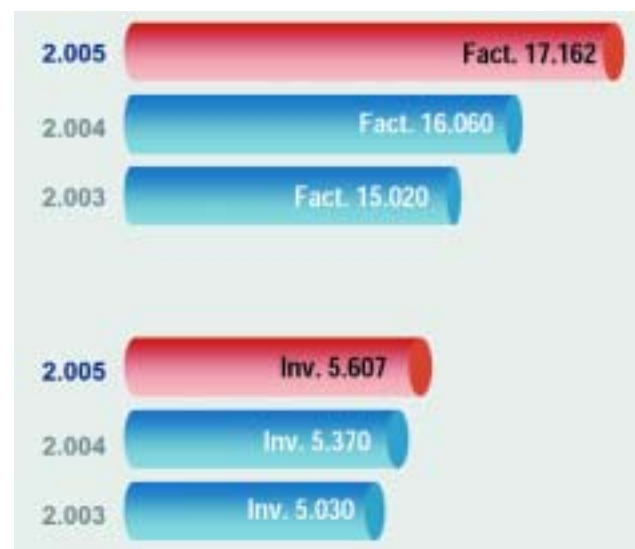 2.005 Fact. 17.162
2.004 Fact. 16.060
2.003 Fact. 15.020
2.005 Inv. 5.607
2.004 Inv. 5.370
2.003 Inv. 5.030